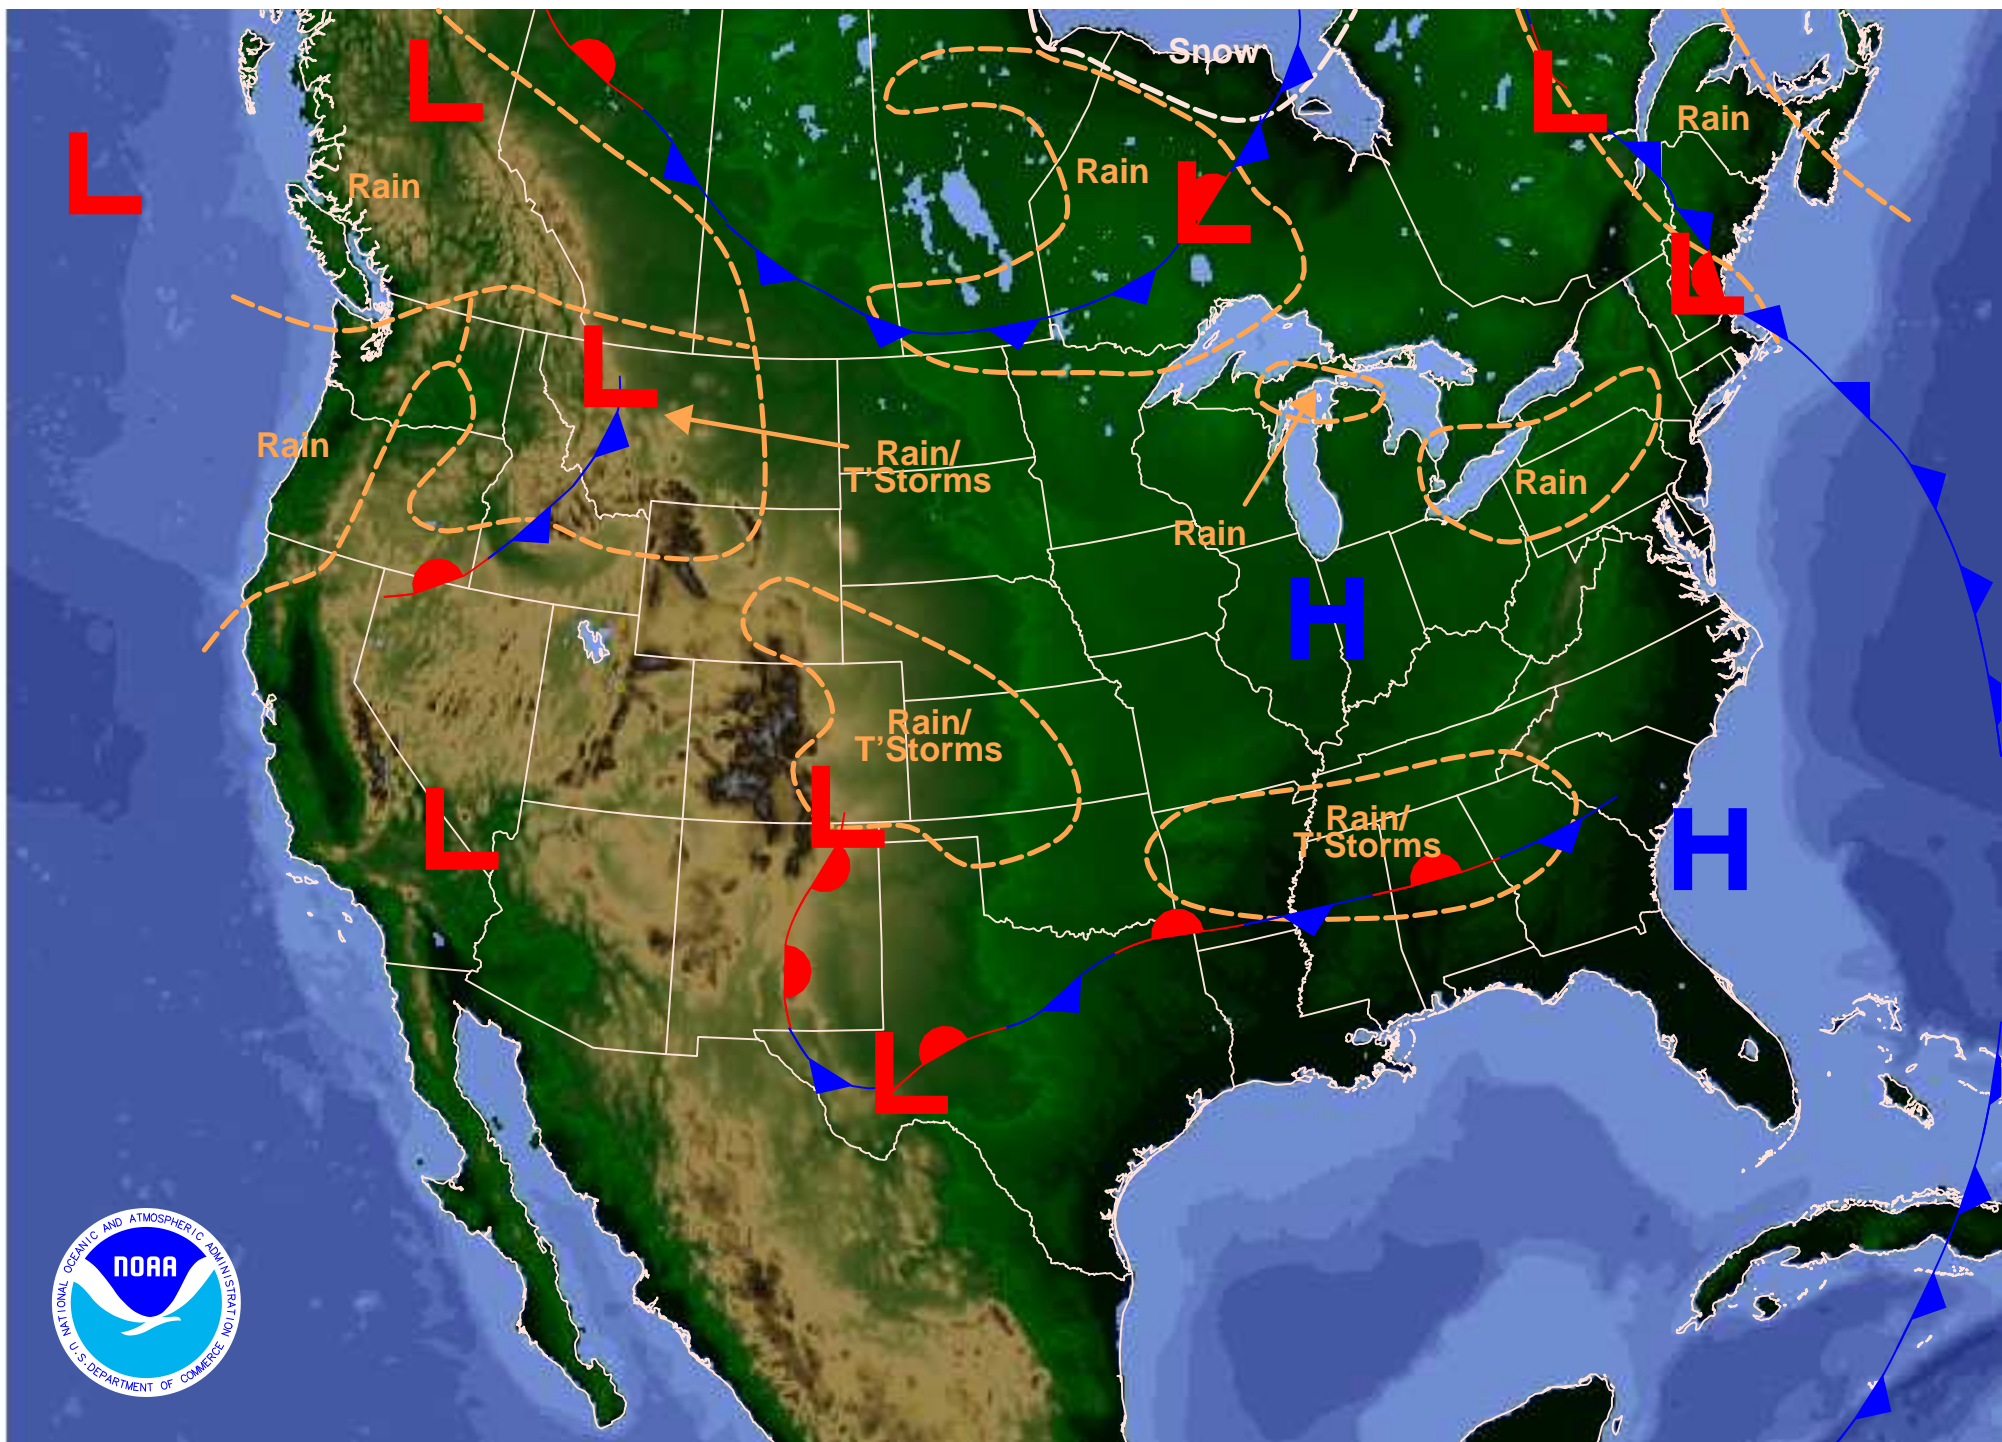 Snow
L
L
Rain
L
Rain
L
Rain
L
L
L
Rain
Rain/
T'Storms
Rain
Rain
H
Rain/
T'Storms
L
L
Rain/
T'Storms
H
L
NATIONAL OCEANIC AND ATMOSPHERIC ADMINISTRATION
NOAA
U.S. DEPARTMENT OF COMMERCE